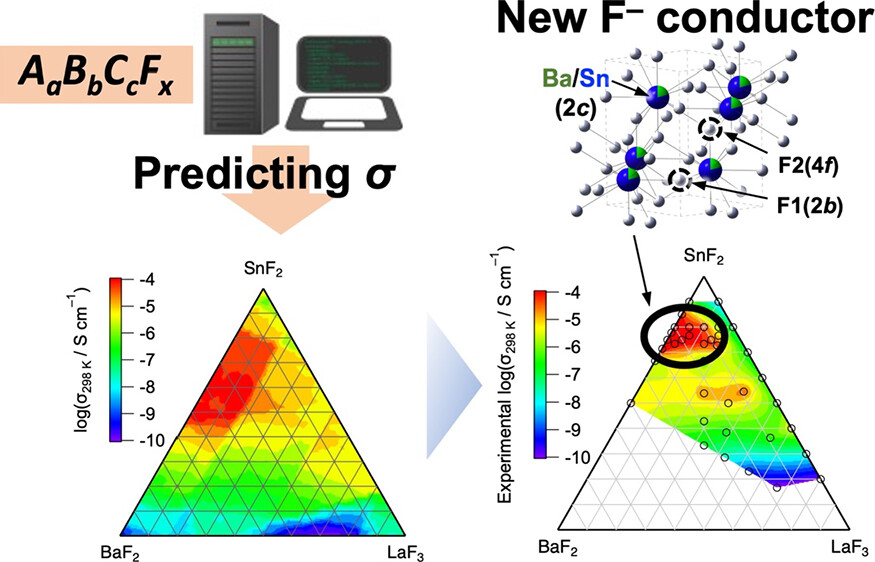 AaBbCcFx
Predicting σ
New F– conductor
Ba/Sn
(2c)
F2(4f)
F1(2b)
SnF2
log(σ298 K / S cm−1)
-4
-5
-6
-7
-8
-9
-10
BaF2
LaF3
SnF2
Experimental log(σ298 K / S cm−1)
-4
-5
-6
-7
-8
-9
-10
BaF2
LaF3